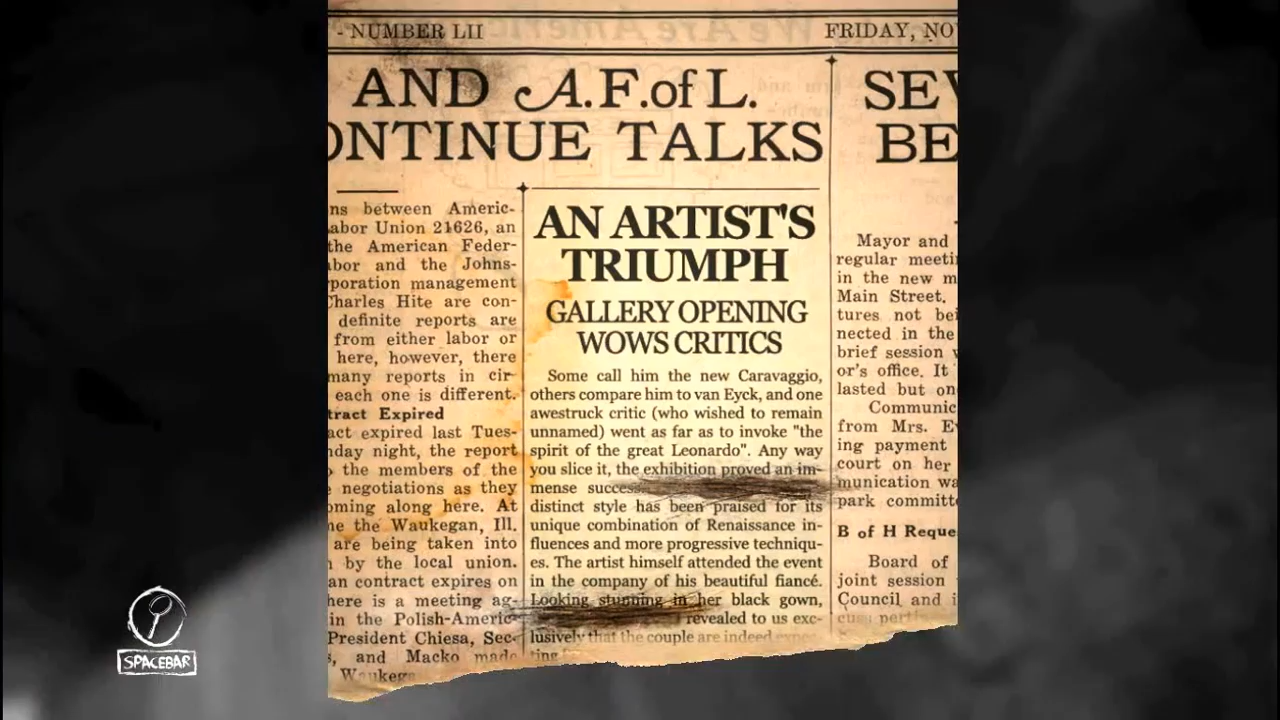 - NUMBER LII
FRIDAY, NO
AND A.F.of L.
ONTINUE TALKS
SEV
BE
ns between Americ-
abor Union 21626, an
the American Feder-
abor and the Johns-
poration management
Charles Hite are con-
definite reports are
from either labor or
here, however, there
many reports in cir-
each one is different.
tract Expired
act expired last Tues-
day night, the report
the members of the
negotiations as they
oming along here. At
the Waukegan, Ill.
are being taken into
by the local union.
an contract expires on
here is a meeting ag-
in the Polish-Americ-
President Chiesa, Sec-
, and Macko made
Waukega
AN ARTIST'S
TRIUMPH
GALLERY OPENING
WOWS CRITICS
Some call him the new Caravaggio,
others compare him to van Eyck, and one
awestruck critic (who wished to remain
unnamed) went as far as to invoke "the
spirit of the great Leonardo". Any way
you slice it, the exhibition proved an im-
mense success
distinct style has been praised for its
unique combination of Renaissance in-
fluences and more progressive techniqu-
es. The artist himself attended the event
in the company of his beautiful fiancé.
Looking stunning in her black gown,
revealed to us exc-
lusively that the couple are indeed expec-
ting
Mayor and
regular meeti
in the new m
Main Street.
tures not bei
nected in the
brief session
or's office. It
lasted but on
Communic
from Mrs. Ev
ing payment
court on her
munication wa
park committe
B of H Reque
Board of
joint session
Council and i
SPACEBAR